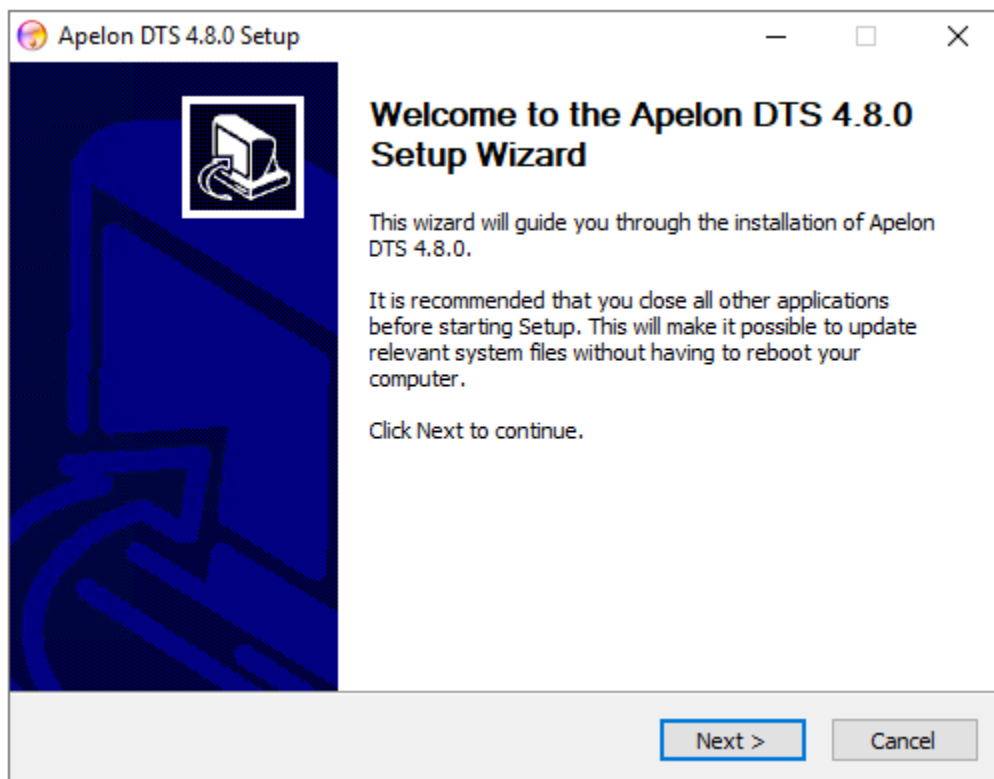 Apelon DTS 4.8.0 Setup
Welcome to the Apelon DTS 4.8.0
Setup Wizard
This wizard will guide you through the installation of Apelon
DTS 4.8.0.
It is recommended that you close all other applications
before starting Setup. This will make it possible to update
relevant system files without having to reboot your
computer.
Click Next to continue.
Next >
Cancel